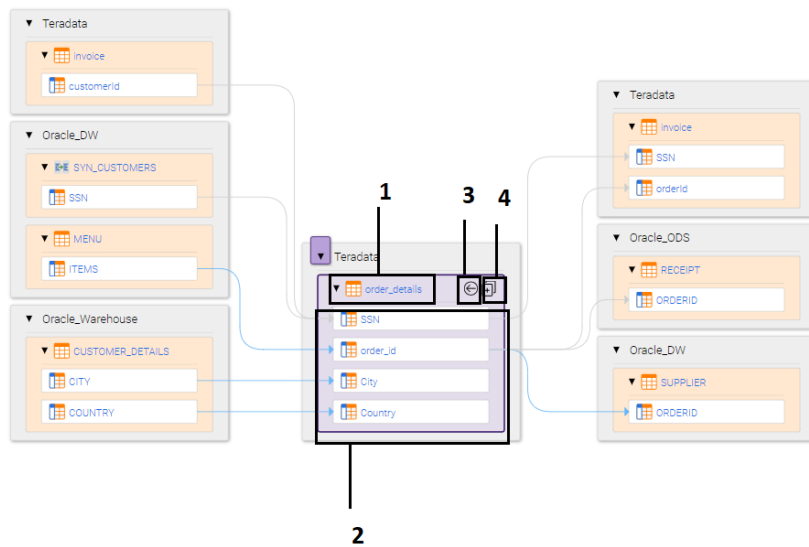 Teradata
invoice
customerId
Oracle_DW
SYN_CUSTOMERS
SSN
MENU
ITEMS
Oracle_Warehouse
CUSTOMER_DETAILS
CITY
COUNTRY
1
3
4
Teradata
order_details
SSN
order_id
City
Country
2
Teradata
invoice
SSN
orderId
Oracle_ODS
RECEIPT
ORDERID
Oracle_DW
SUPPLIER
ORDERID